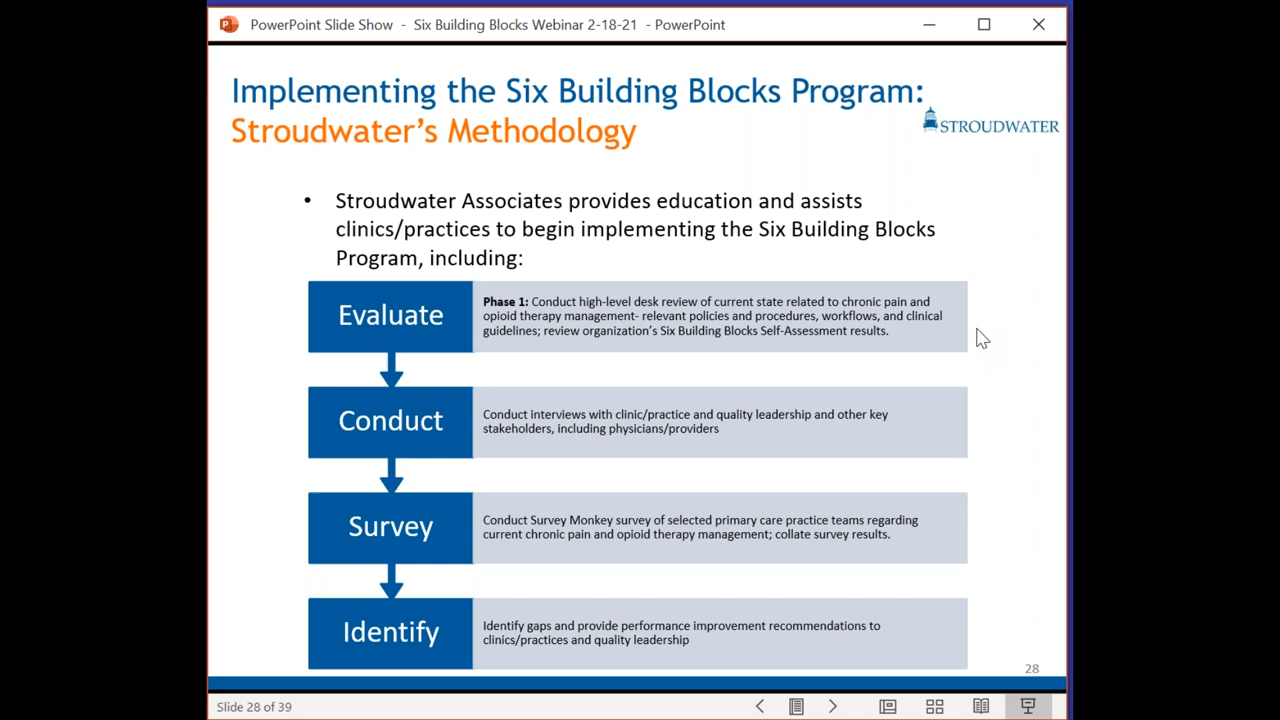 PowerPoint Slide Show - Six Building Blocks Webinar 2-18-21 - PowerPoint
Implementing the Six Building Blocks Program:
Stroudwater's Methodology
STROUDWATER
• Stroudwater Associates provides education and assists
clinics/practices to begin implementing the Six Building Blocks
Program, including:
Evaluate
Phase 1: Conduct high-level desk review of current state related to chronic pain and
opioid therapy management- relevant policies and procedures, workflows, and clinical
guidelines; review organization's Six Building Blocks Self-Assessment results.
Conduct
Conduct interviews with clinic/practice and quality leadership and other key
stakeholders, including physicians/providers
Survey
Conduct Survey Monkey survey of selected primary care practice teams regarding
current chronic pain and opioid therapy management; collate survey results.
Identify
Identify gaps and provide performance improvement recommendations to
clinics/practices and quality leadership
28
Slide 28 of 39